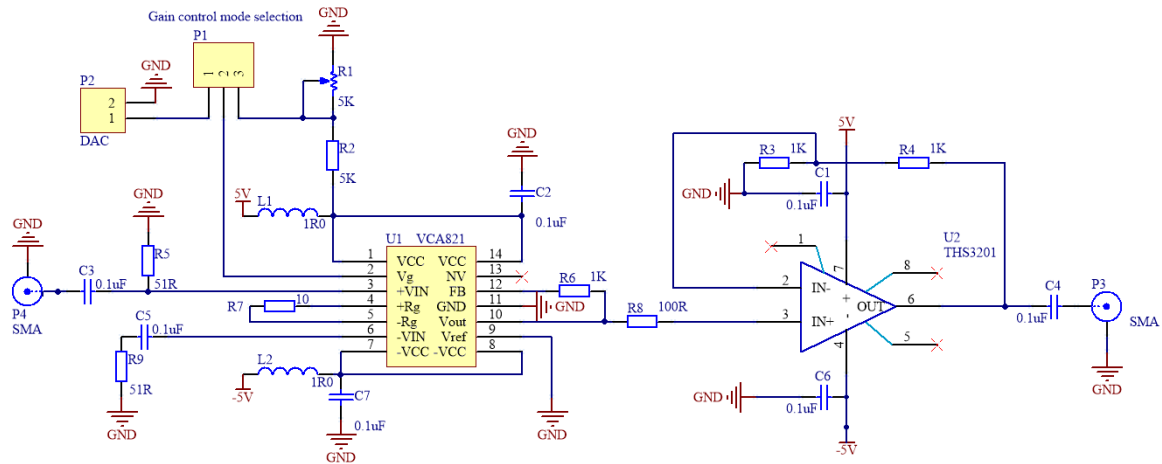 Gain control mode selection
GND
P1
1 2 3
GND
P2
2
1
DAC
R1
5K
R2
5K
GND
C2
0.1uF
5V
L1
1R0
GND
P4
SMA
C3
0.1uF
GND
R5
51R
R7
10
C5
0.1uF
R9
51R
GND
L2
1R0
-5V
C7
0.1uF
GND
U1 VCA821
1 VCC VCC 14
2 Vg NV 13
3 +VIN FB 12
4 +Rg GND 11
5 -Rg Vout 10
6 -VIN Vref 9
7 -VCC -VCC 8
GND
GND
R6
1K
R8
100R
5V
R3
1K
R4
1K
GND
C1
0.1uF
U2
THS3201
1
2
IN-
3
IN+
7
+
-
4
OUT
6
8
5
GND
C6
0.1uF
-5V
C4
0.1uF
P3
SMA
GND